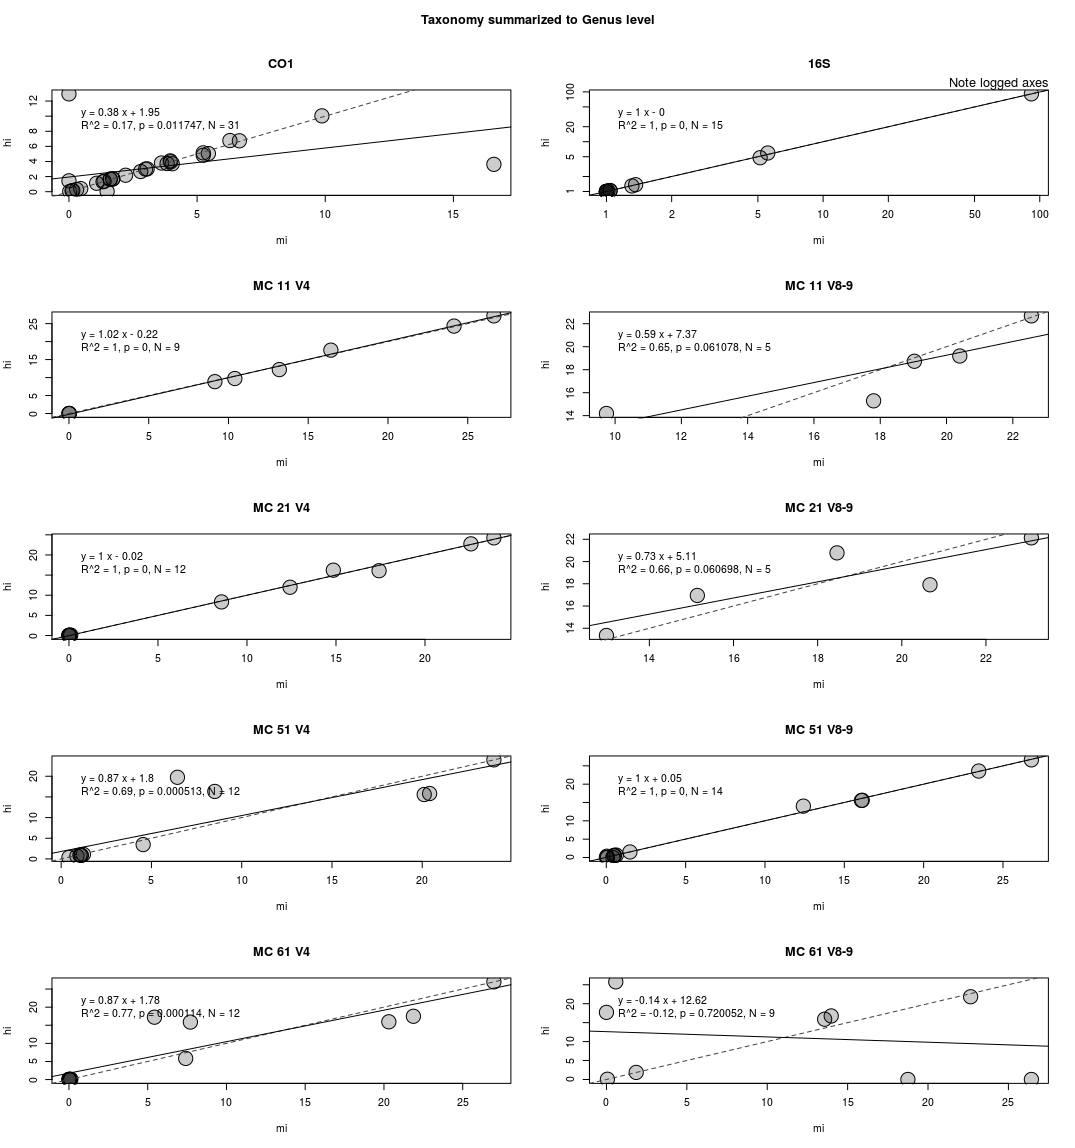 Taxonomy summarized to Genus level
CO1
y = 0.38 x + 1.95
R^2 = 0.17, p = 0.011747, N = 31
hi
0 2 4 6 8 12
0 5 10 15
mi
16S
Note logged axes
y = 1 x - 0
R^2 = 1, p = 0, N = 15
hi
1 5 20 100
1 2 5 10 20 50 100
mi
MC 11 V4
y = 1.02 x - 0.22
R^2 = 1, p = 0, N = 9
hi
0 5 15 25
0 5 10 15 20 25
mi
MC 11 V8-9
y = 0.59 x + 7.37
R^2 = 0.65, p = 0.061078, N = 5
hi
14 16 18 20 22
10 12 14 16 18 20 22
mi
MC 21 V4
y = 1 x - 0.02
R^2 = 1, p = 0, N = 12
hi
0 5 10 20
0 5 10 15 20
mi
MC 21 V8-9
y = 0.73 x + 5.11
R^2 = 0.66, p = 0.060698, N = 5
hi
14 16 18 20 22
14 16 18 20 22
mi
MC 51 V4
y = 0.87 x + 1.8
R^2 = 0.69, p = 0.000513, N = 12
hi
0 5 10 20
0 5 10 15 20
mi
MC 51 V8-9
y = 1 x + 0.05
R^2 = 1, p = 0, N = 14
hi
0 5 10 20
0 5 10 15 20 25
mi
MC 61 V4
y = 0.87 x + 1.78
R^2 = 0.77, p = 0.000114, N = 12
hi
0 5 10 20
0 5 10 15 20 25
mi
MC 61 V8-9
y = -0.14 x + 12.62
R^2 = -0.12, p = 0.720052, N = 9
hi
0 5 10 20
0 5 10 15 20 25
mi